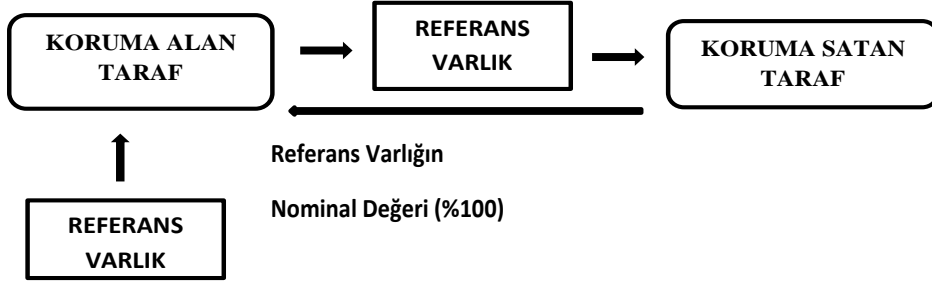 KORUMA ALAN
TARAF
REFERANS
VARLIK
KORUMA SATAN
TARAF
Referans Varlığın
Nominal Değeri (%100)
REFERANS
VARLIK